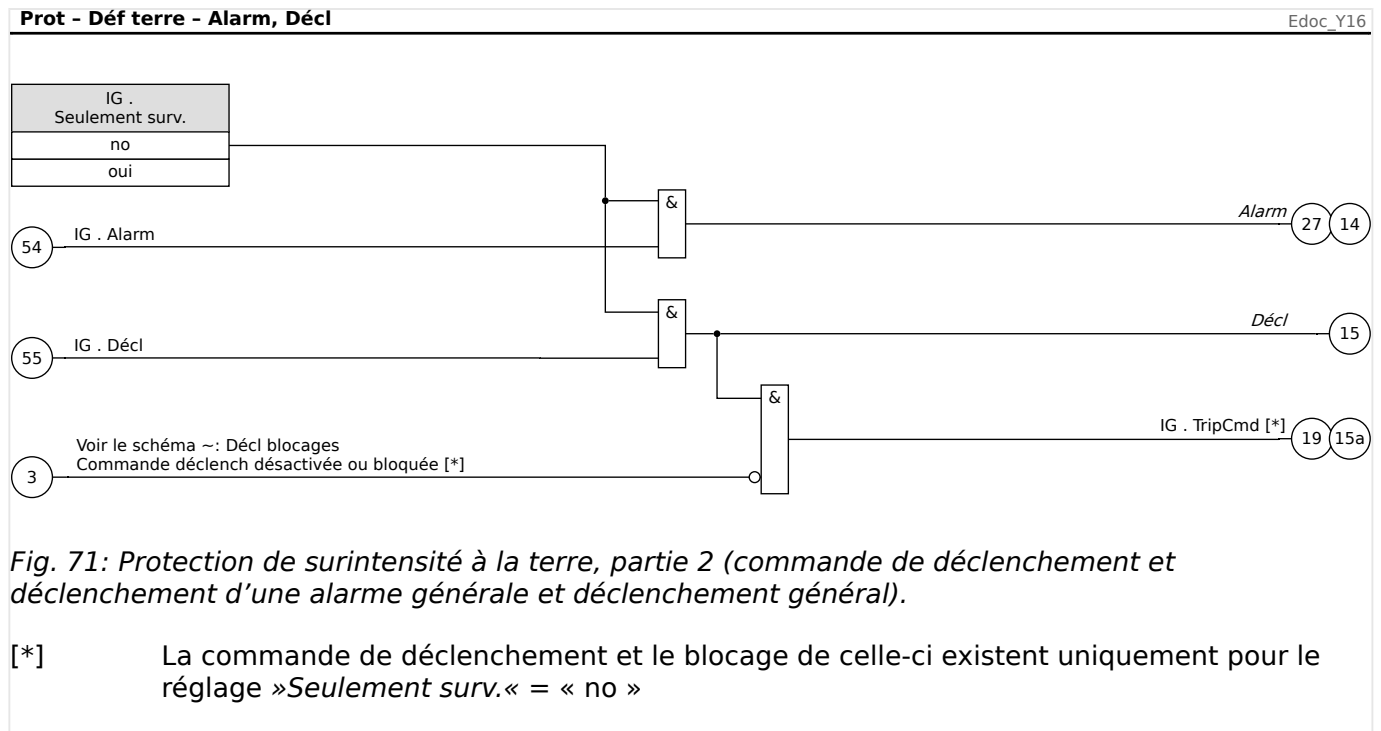 Prot – Déf terre – Alarm, Décl
Edoc_Y16
IG .
Seulement surv.
no
oui
&
Alarm
27
14
54
IG . Alarm
&
Décl
15
55
IG . Décl
&
IG . TripCmd [*]
19
15a
Voir le schéma ~: Décl blocages
Commande déclench désactivée ou bloquée [*]
3
Fig. 71: Protection de surintensité à la terre, partie 2 (commande de déclenchement et
déclenchement d’une alarme générale et déclenchement général).
[*] La commande de déclenchement et le blocage de celle-ci existent uniquement pour le
réglage »Seulement surv.« = « no »